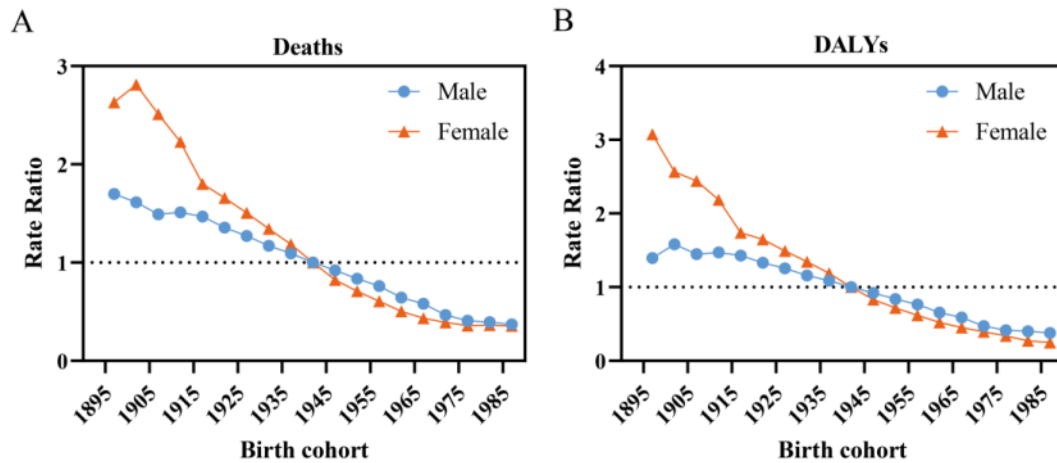 A
Deaths
Rate Ratio
3
2
1
0
Male
Female
1895 1905 1915 1925 1935 1945 1955 1965 1975 1985
Birth cohort
B
DALYs
Rate Ratio
4
3
2
1
0
Male
Female
1895 1905 1915 1925 1935 1945 1955 1965 1975 1985
Birth cohort